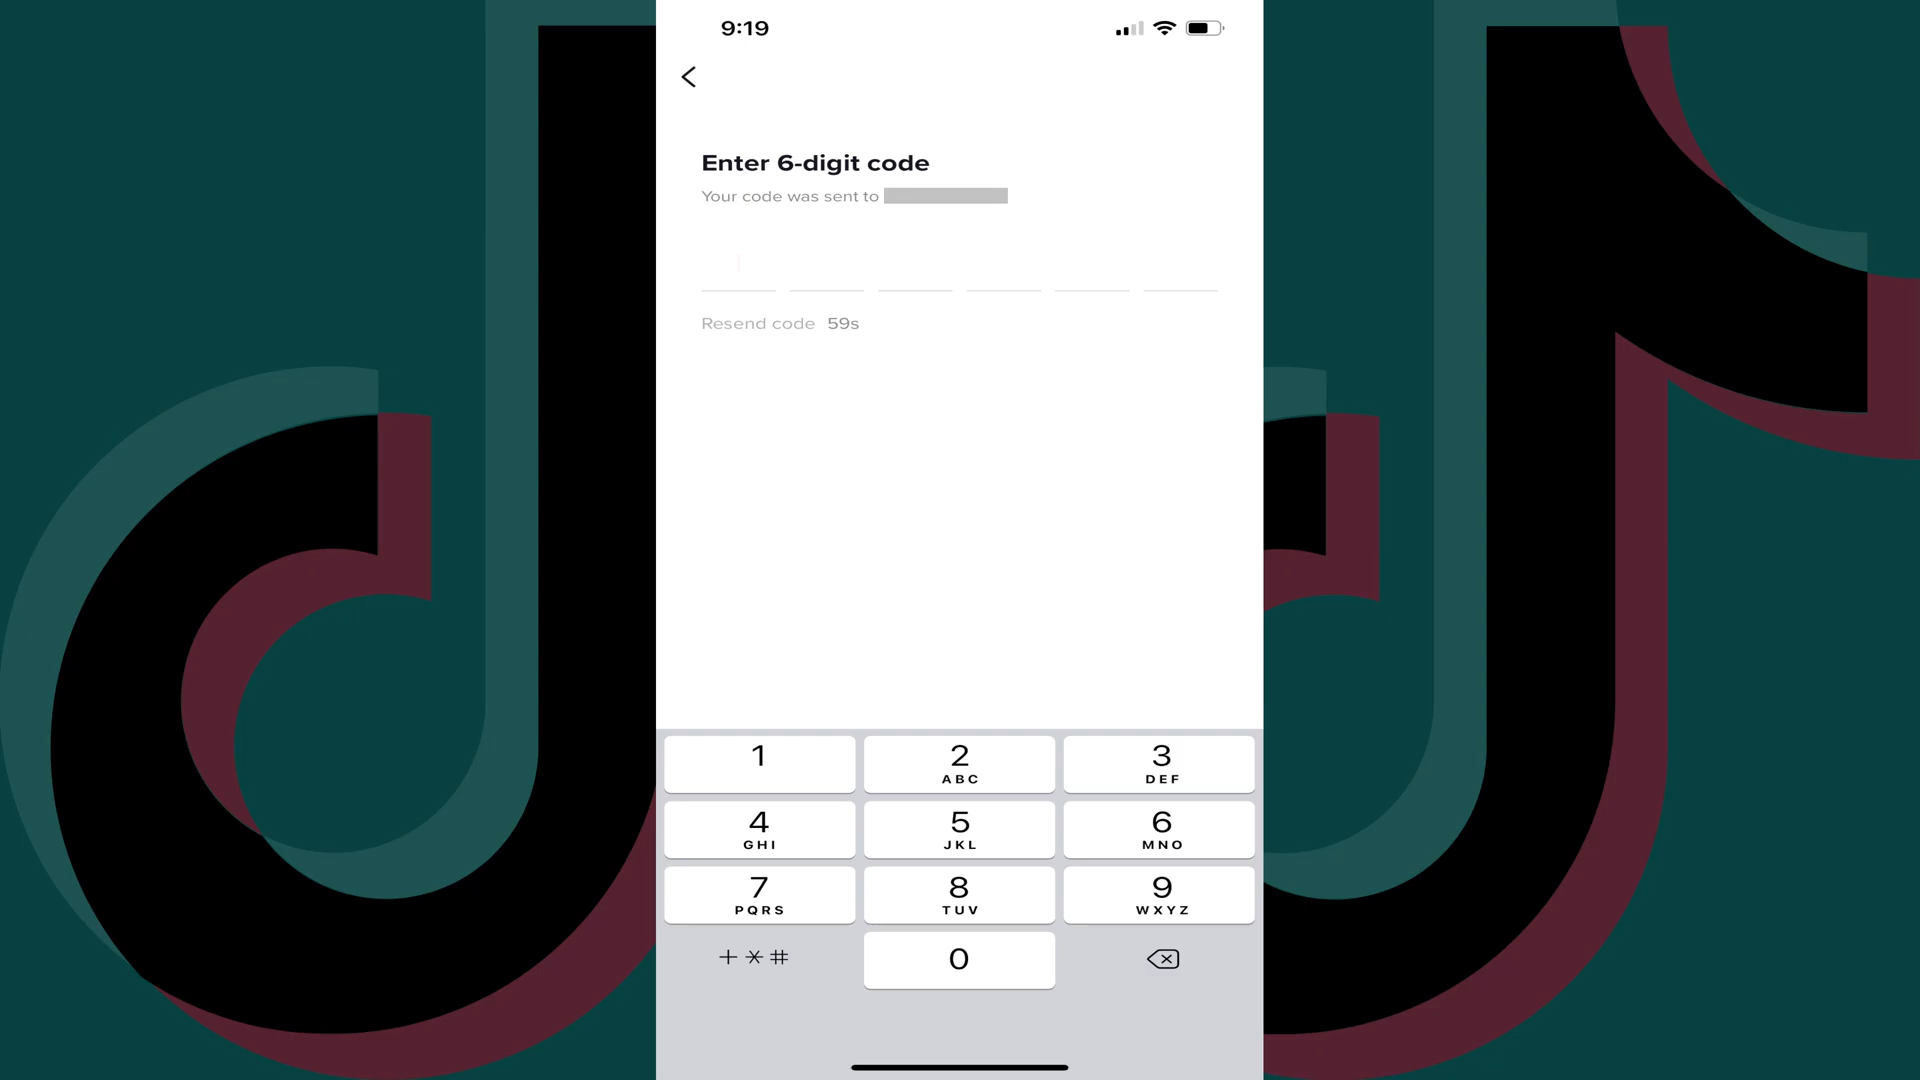 9:19
Enter 6-digit code
Your code was sent to
Resend code 59s
1 2 3
ABC DEF
4 5 6
GHI JKL MNO
7 8 9
PQRS TUV WXYZ
+*# 0